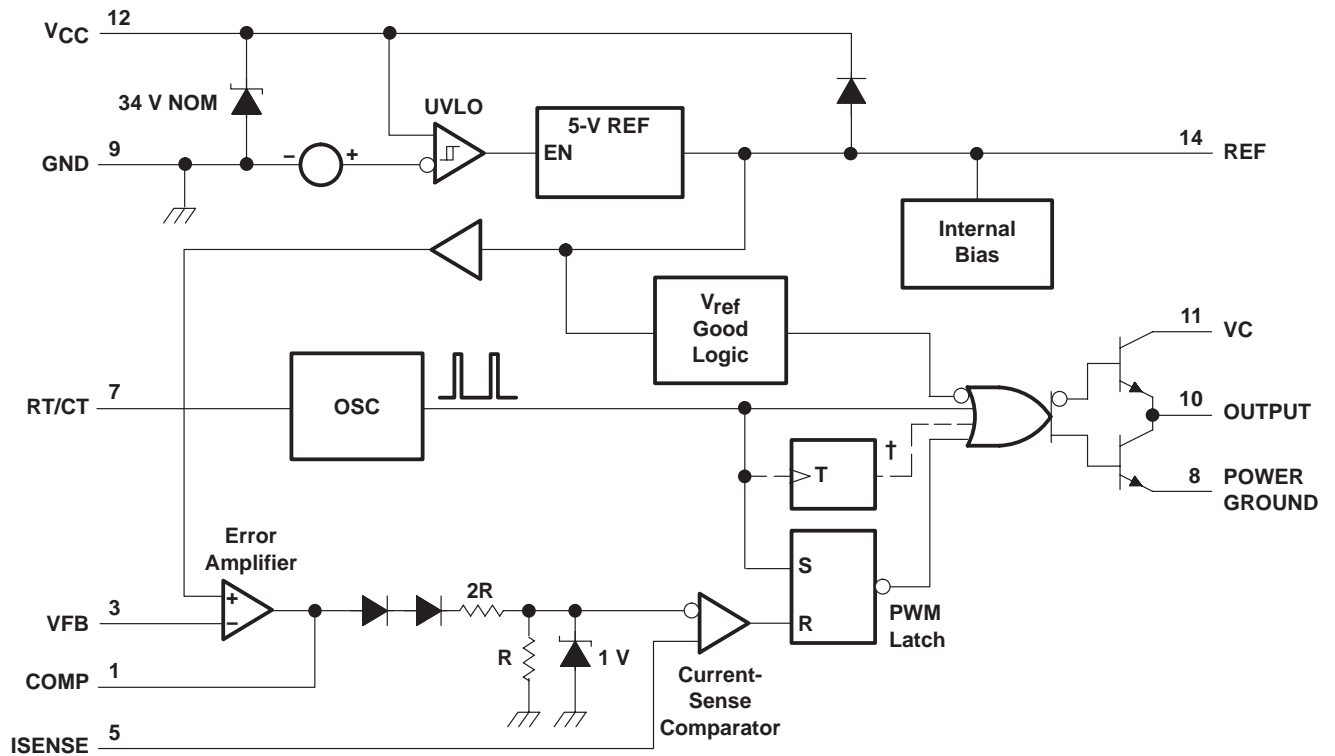 VCC 12
34 V NOM
UVLO
5-V REF
EN
9
GND
– +
14 REF
Internal
Bias
Vref
Good
Logic
11 VC
RT/CT 7
OSC
10 OUTPUT
†
T
8 POWER
GROUND
Error
Amplifier
S
2R
+
–
VFB 3
R
PWM
Latch
R
1 V
COMP 1
Current-
Sense
Comparator
ISENSE 5